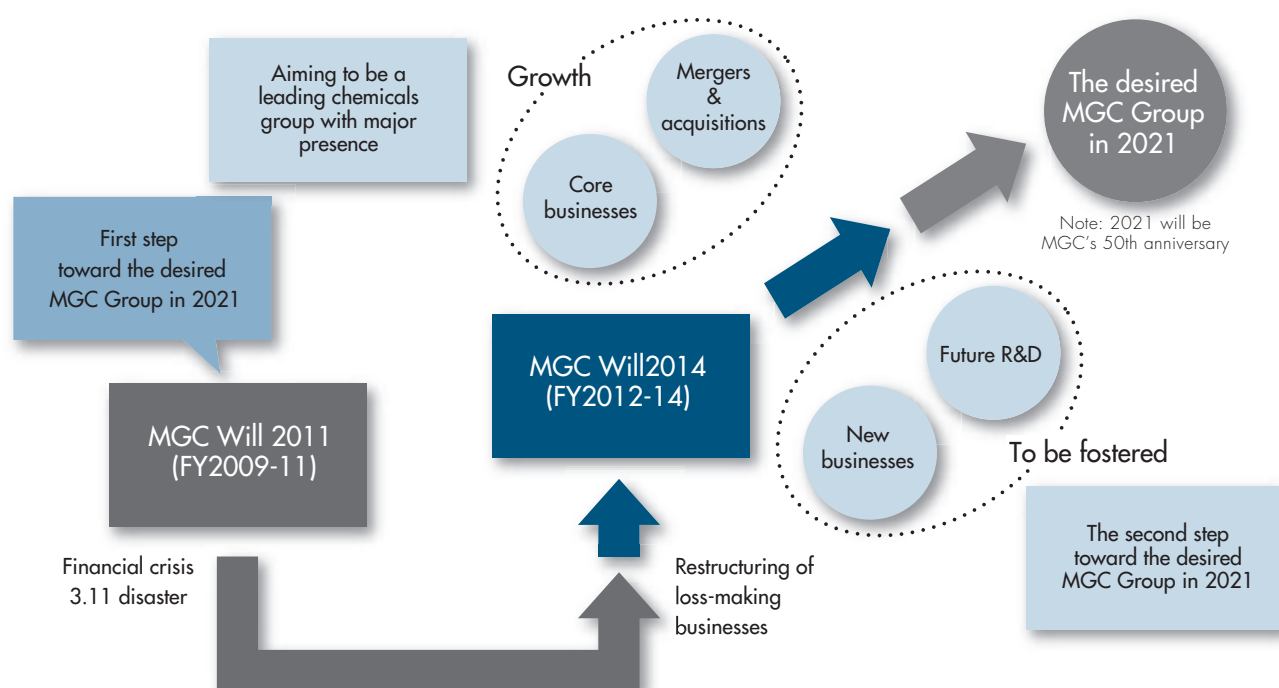 Aiming to be a
leading chemicals
group with major
presence
First step
toward the desired
MGC Group in 2021
MGC Will 2011
(FY2009-11)
Financial crisis
3.11 disaster
Growth
Mergers
&
acquisitions
Core
businesses
MGC Will2014
(FY2012-14)
Restructuring of
loss-making
businesses
The desired
MGC Group
in 2021
Note: 2021 will be
MGC’s 50th anniversary
Future R&D
New
businesses
To be fostered
The second step
toward the desired
MGC Group in 2021